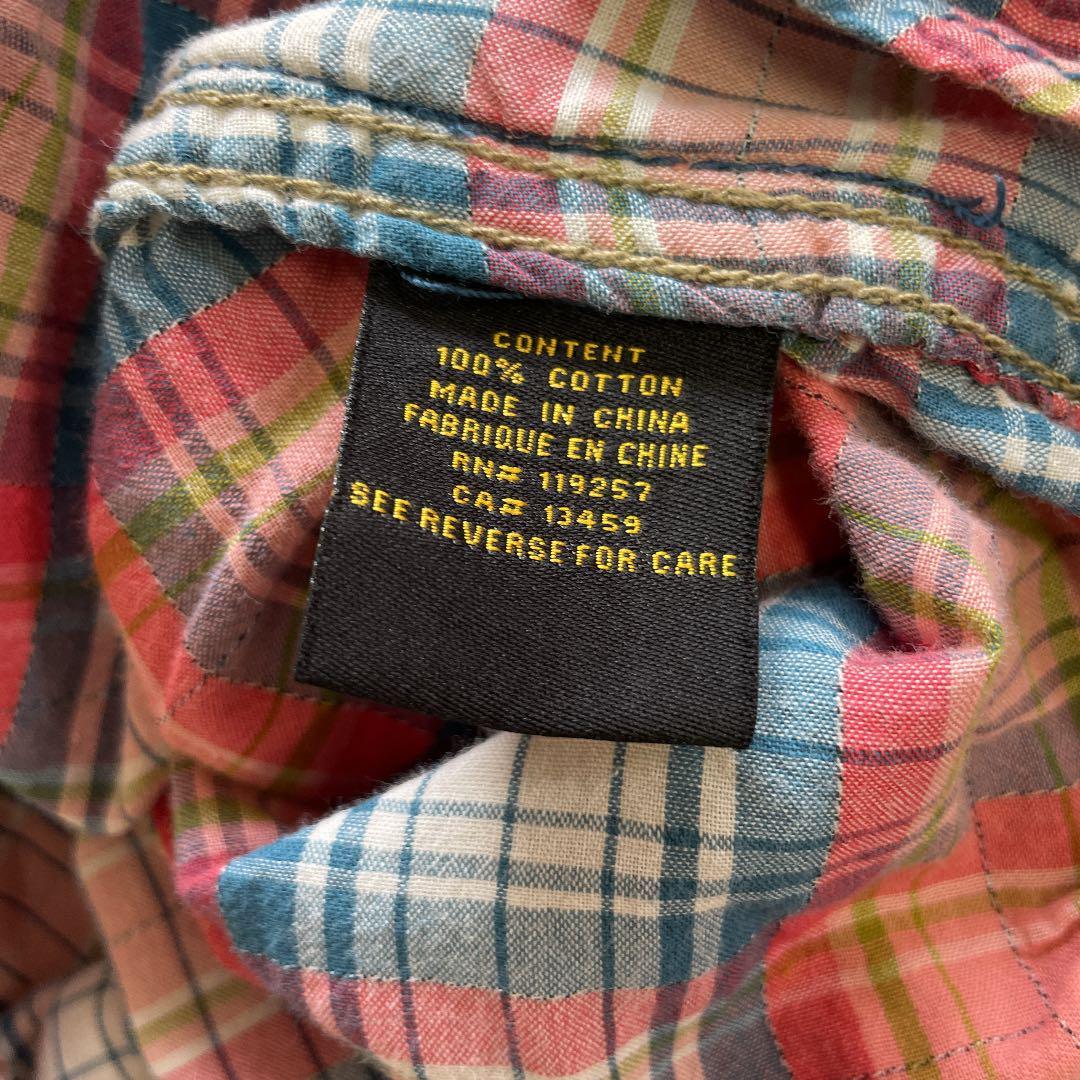 CONTENT
100% COTTON
MADE IN CHINA
FABRIQUE EN CHINE
RN# 119257
CA# 13459
SEE REVERSE FOR CARE